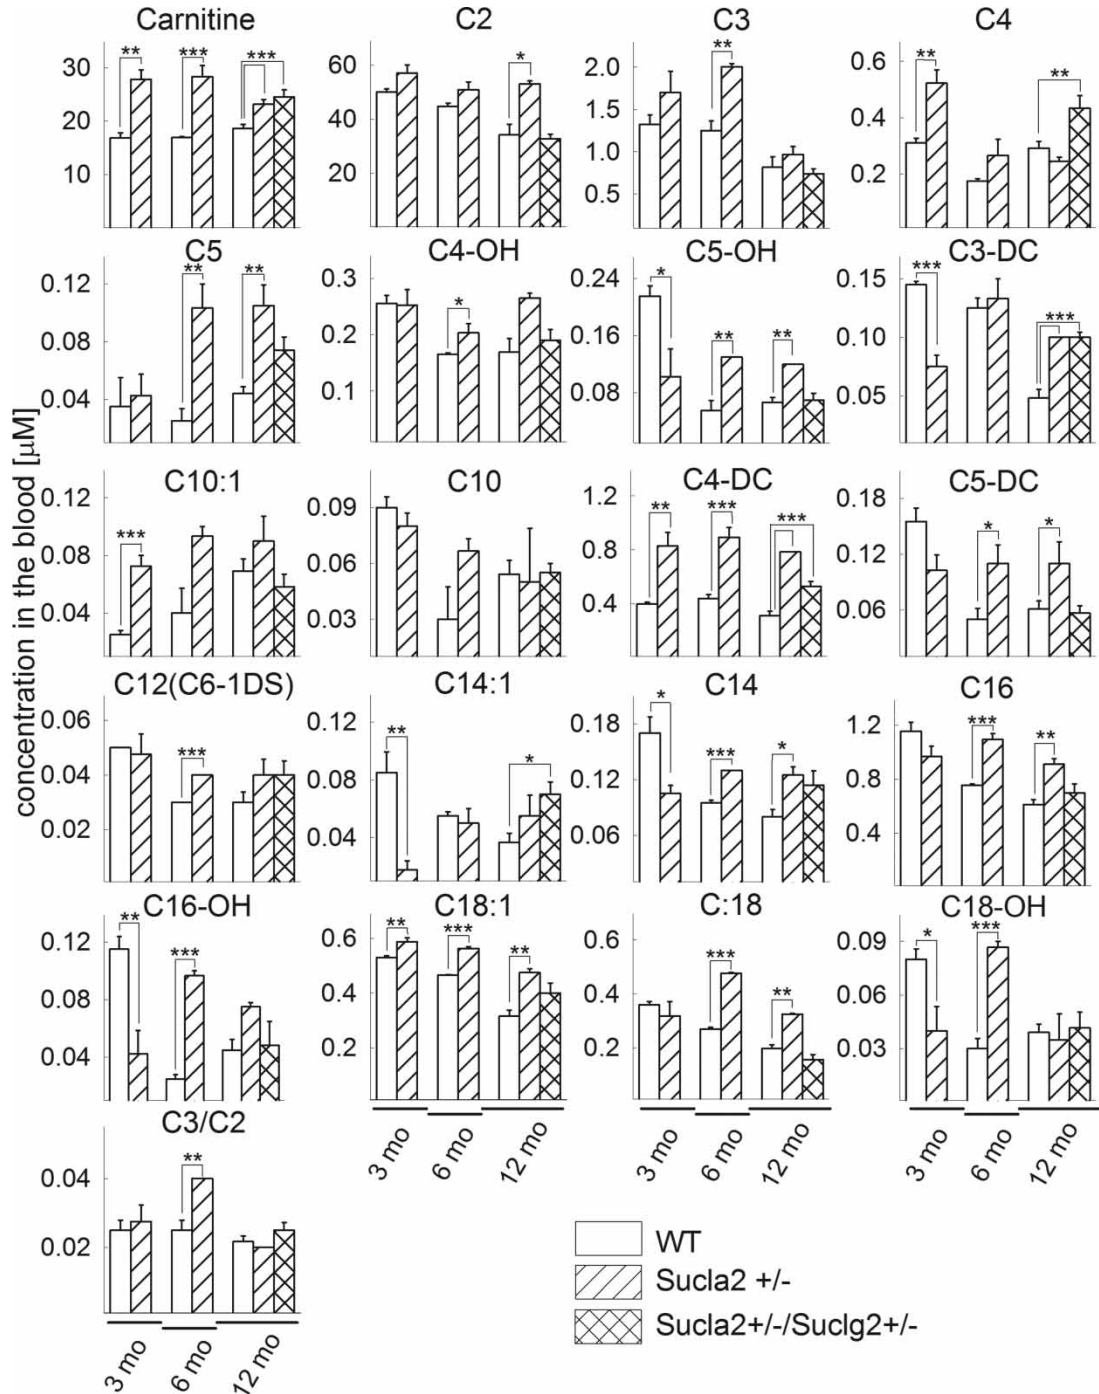 concentration in the blood [µM]
Carnitine
30
20
10
**
***
***
C2
60
40
20
*
C3
2.0
1.5
1.0
0.5
**
C4
0.6
0.4
0.2
**
**
C5
0.12
0.08
0.04
**
**
C4-OH
0.3
0.2
0.1
*
C5-OH
0.24
0.16
0.08
*
**
**
C3-DC
0.15
0.10
0.05
***
***
C10:1
0.12
0.08
0.04
***
C10
0.09
0.06
0.03
C4-DC
1.2
0.8
0.4
**
***
***
C5-DC
0.18
0.12
0.06
*
*
C12(C6-1DS)
0.06
0.04
0.02
***
C14:1
0.12
0.08
0.04
**
*
C14
0.18
0.12
0.06
*
***
*
C16
1.2
0.8
0.4
***
**
C16-OH
0.12
0.08
0.04
**
***
C18:1
0.6
0.4
0.2
**
***
**
3 mo
6 mo
12 mo
C:18
0.6
0.4
0.2
***
**
3 mo
6 mo
12 mo
C18-OH
0.09
0.06
0.03
*
***
3 mo
6 mo
12 mo
C3/C2
0.04
0.02
**
3 mo
6 mo
12 mo
WT
Sucla2 +/-
Sucla2+/-/Suclg2+/-